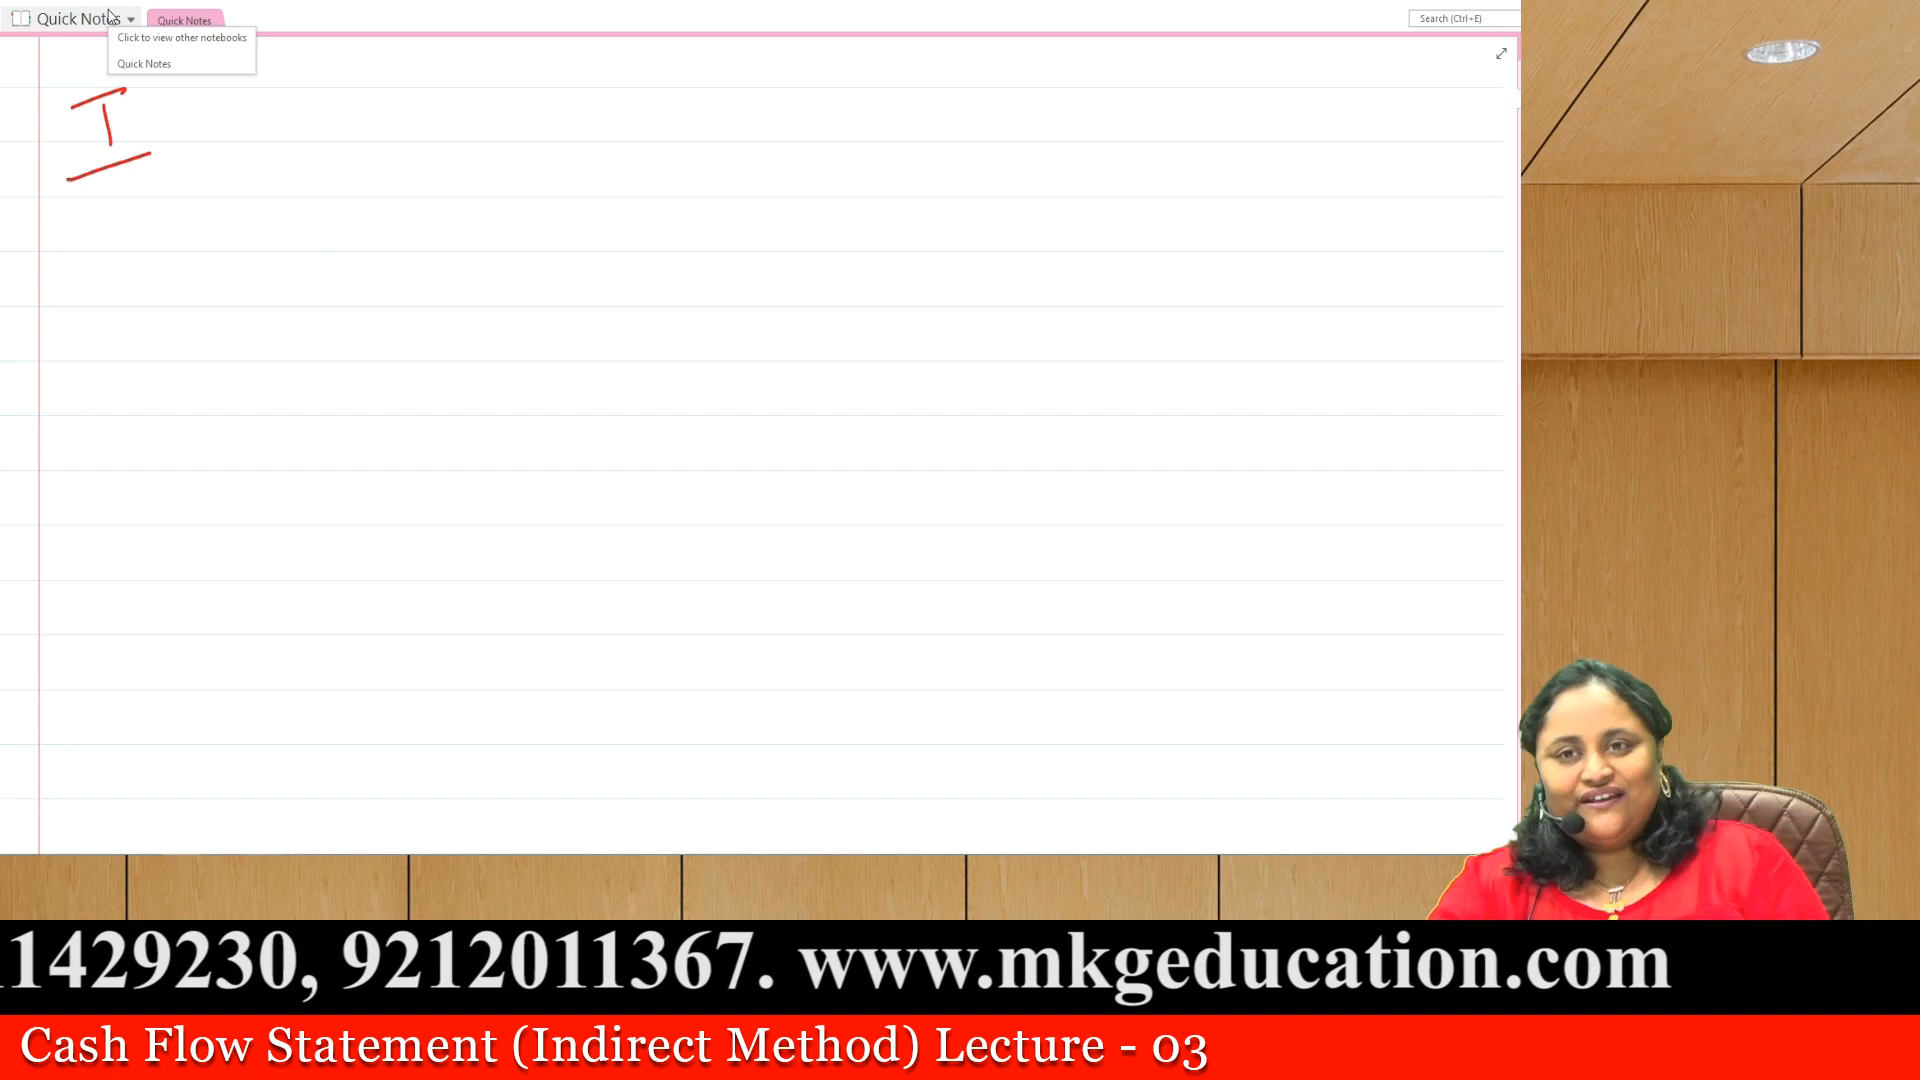 Quick Notes
Quick Notes
Search (Ctrl+E)
Click to view other notebooks
Quick Notes
I
1429230, 9212011367. www.mkgeducation.com
Cash Flow Statement (Indirect Method) Lecture - 03